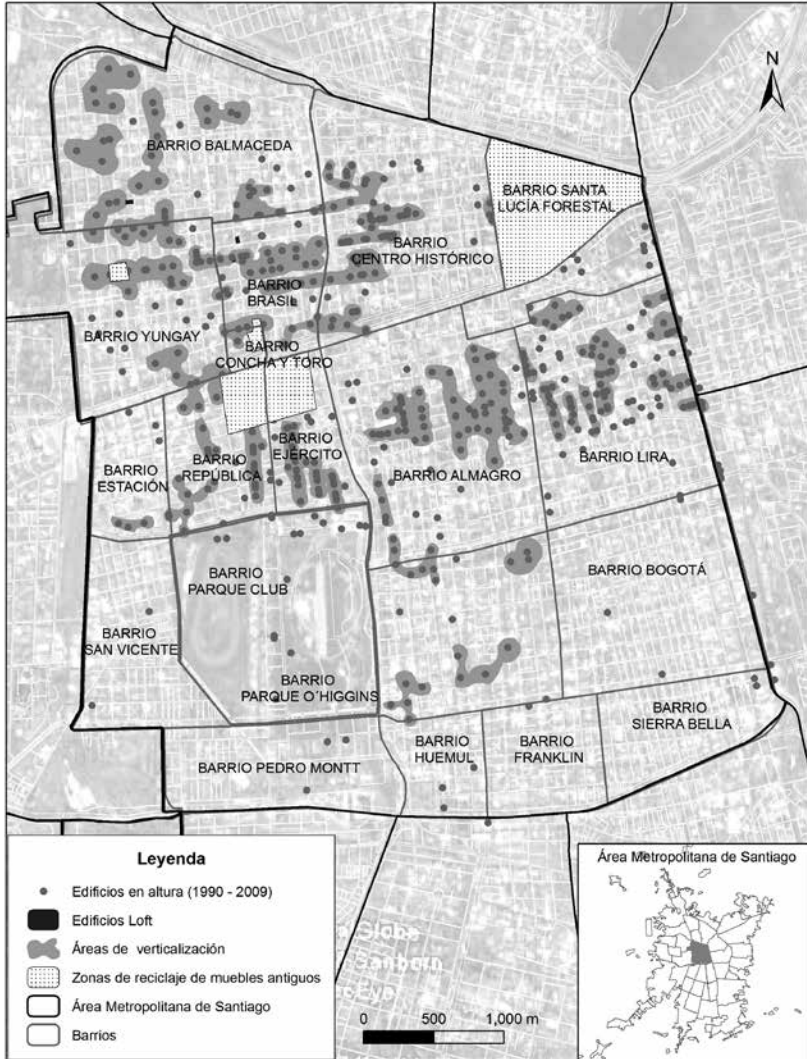 N
BARRIO BALMACEDA
BARRIO SANTA
LUCÍA FORESTAL
BARRIO
CENTRO HISTÓRICO
BARRIO
BRASIL
BARRIO YUNGAY
BARRIO
CONCHA Y TORO
BARRIO
ESTACIÓN
BARRIO
REPÚBLICA
BARRIO
EJÉRCITO
BARRIO ALMAGRO
BARRIO LIRA
BARRIO
PARQUE CLUB
BARRIO BOGOTÁ
BARRIO
SAN VICENTE
BARRIO
PARQUE O´HIGGINS
BARRIO
SIERRA BELLA
BARRIO PEDRO MONTT
BARRIO
HUEMUL
BARRIO
FRANKLIN
Leyenda
Edificios en altura (1990 - 2009)
Edificios Loft
Áreas de verticalización
Zonas de reciclaje de muebles antiguos
Área Metropolitana de Santiago
Barrios
Globe
Sanborn
0 500 1,000 m
Área Metropolitana de Santiago